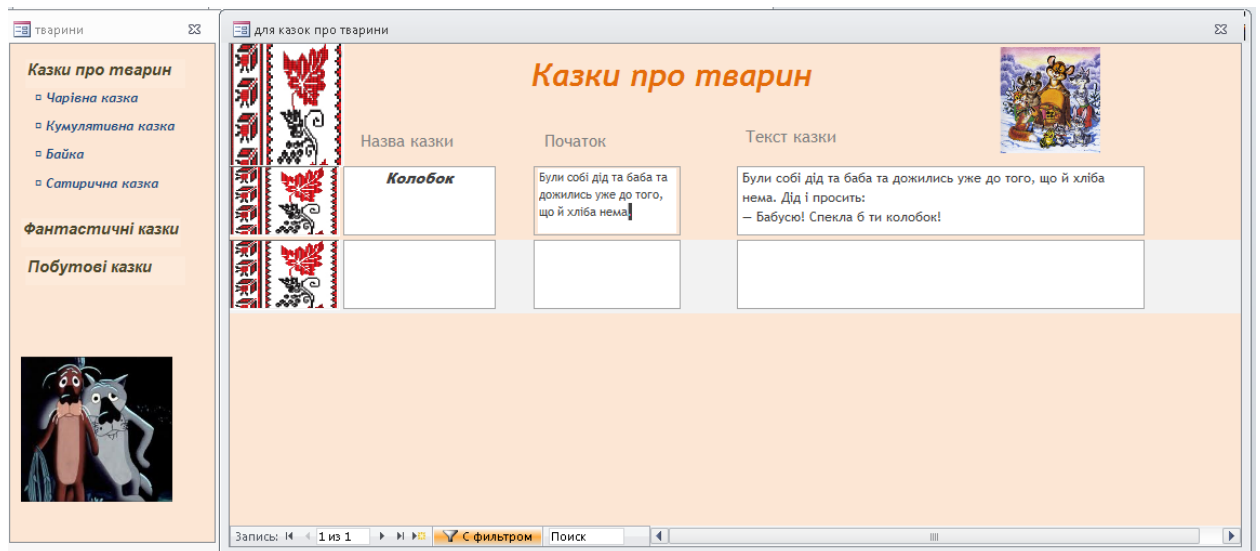 тварини
Казки про тварин
Чарівна казка
Кумулятивна казка
Байка
Сатирична казка
Фантастичні казки
Побутові казки
для казок про тварини
Казки про тварин
Назва казки
Початок
Текст казки
Колобок
Були собі дід та баба та
дожились уже до того,
що й хліба нема.
Були собі дід та баба та дожились уже до того, що й хліба
нема. Дід і просить:
— Бабусю! Спекла б ти колобок!
Запись: 1 из 1 С фильтром Поиск